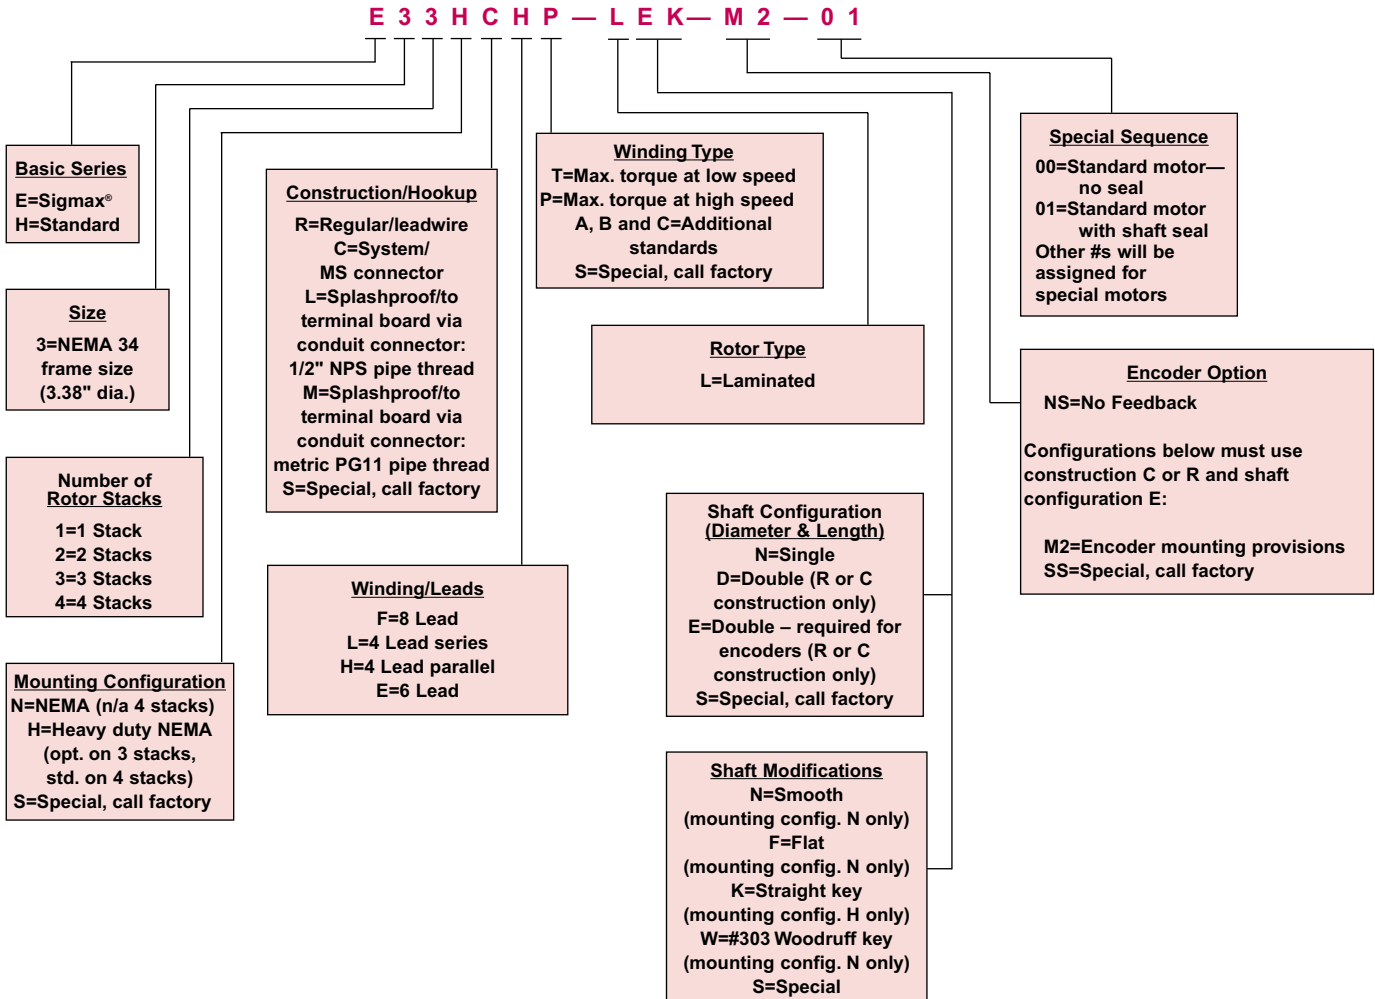 E 3 3 H C H P — L E K — M 2 — 0 1
Basic Series
E=Sigmax®
H=Standard
Size
3=NEMA 34
frame size
(3.38" dia.)
Number of
Rotor Stacks
1=1 Stack
2=2 Stacks
3=3 Stacks
4=4 Stacks
Mounting Configuration
N=NEMA (n/a 4 stacks)
H=Heavy duty NEMA
(opt. on 3 stacks,
std. on 4 stacks)
S=Special, call factory
Construction/Hookup
R=Regular/leadwire
C=System/
MS connector
L=Splashproof/to
terminal board via
conduit connector:
1/2" NPS pipe thread
M=Splashproof/to
terminal board via
conduit connector:
metric PG11 pipe thread
S=Special, call factory
Winding/Leads
F=8 Lead
L=4 Lead series
H=4 Lead parallel
E=6 Lead
Winding Type
T=Max. torque at low speed
P=Max. torque at high speed
A, B and C=Additional
standards
S=Special, call factory
Rotor Type
L=Laminated
Shaft Configuration
(Diameter & Length)
N=Single
D=Double (R or C
construction only)
E=Double – required for
encoders (R or C
construction only)
S=Special, call factory
Shaft Modifications
N=Smooth
(mounting config. N only)
F=Flat
(mounting config. N only)
K=Straight key
(mounting config. H only)
W=#303 Woodruff key
(mounting config. N only)
S=Special
Special Sequence
00=Standard motor—
no seal
01=Standard motor
with shaft seal
Other #s will be
assigned for
special motors
Encoder Option
NS=No Feedback
Configurations below must use
construction C or R and shaft
configuration E:
M2=Encoder mounting provisions
SS=Special, call factory